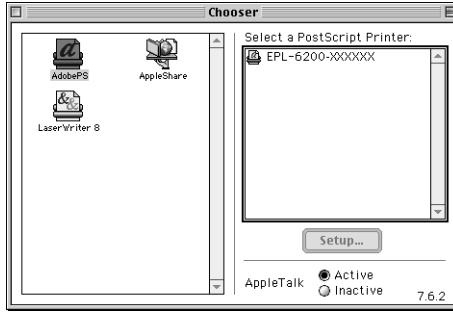 Chooser
AdobePS
AppleShare
LaserWriter 8
Select a PostScript Printer:
EPL-6200-XXXXXX
Setup...
AppleTalk
Active
Inactive
7.6.2